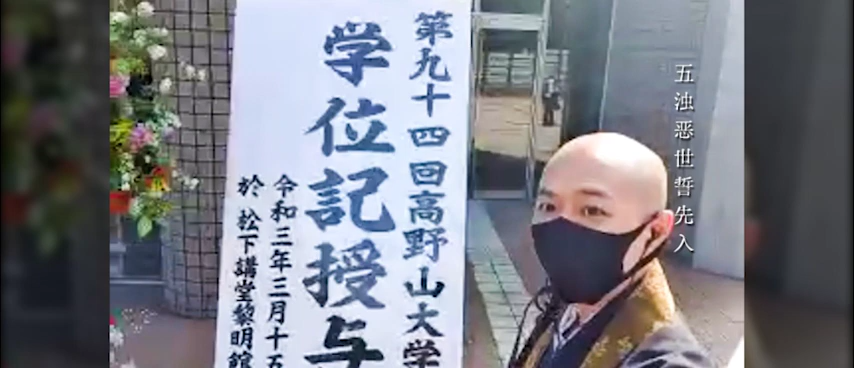 第九十四回高野山大学
学位記授与
令和三年三月十五
於 松下講堂黎明館
五浊恶世誓先入